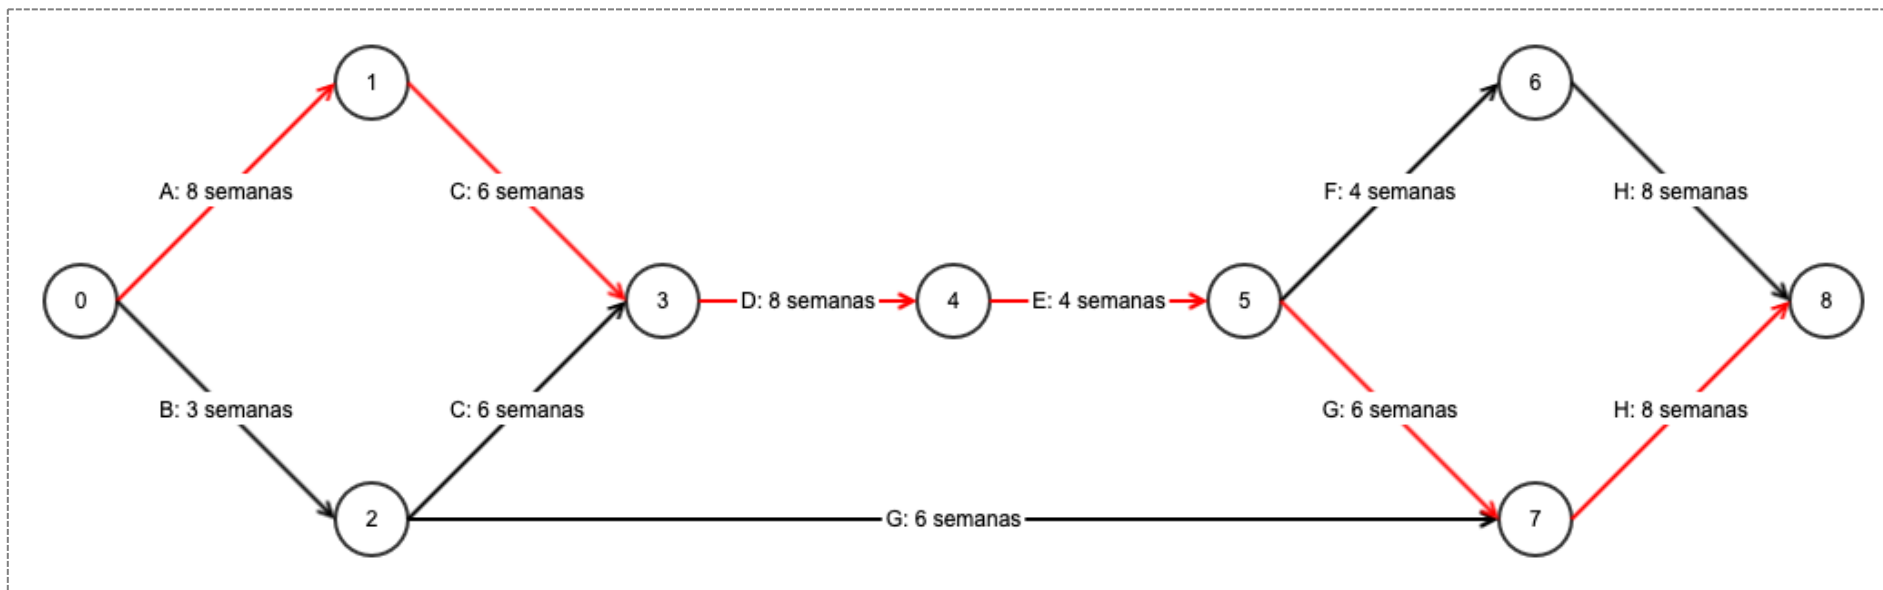 1
6
A: 8 semanas
C: 6 semanas
F: 4 semanas
H: 8 semanas
0
3
D: 8 semanas
4
E: 4 semanas
5
8
B: 3 semanas
C: 6 semanas
G: 6 semanas
H: 8 semanas
2
G: 6 semanas
7